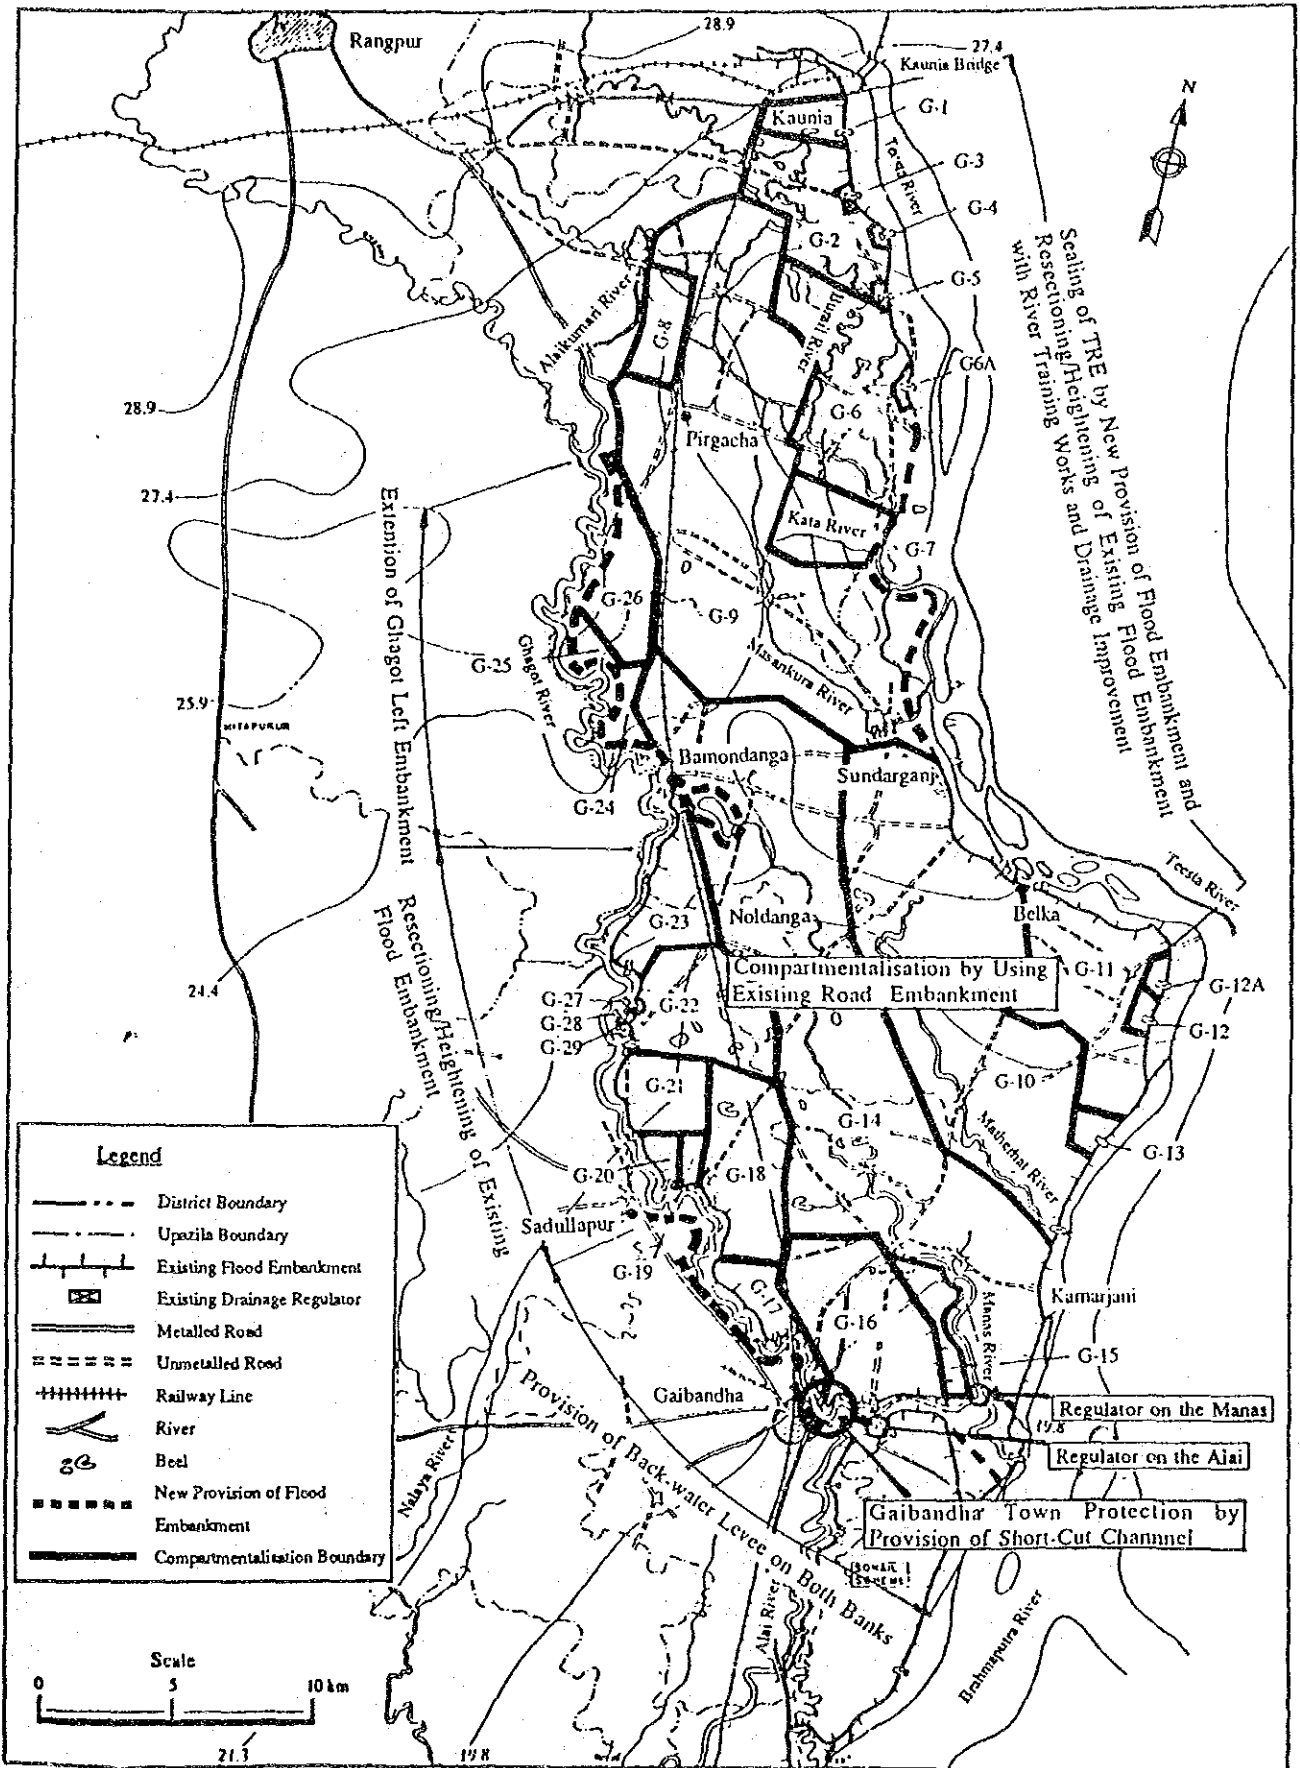 Rangpur
28.9
27.4
Kaunia Bridge
Kaunia
G-1
N
G-3
River
G-4
G-2
G-5
Alaikumari River
G-8
Burail River
G6A
28.9
G-6
Pirgacha
27.4
Kata River
G-7
Sealing of TRE by New Provision of Flood Embankment and
Resectioning/Heightening of Existing Flood Embankment
with River Training Works and Drainage Improvement
Extention of Ghagot Left Embankment
G-26
G-9
G-25
Ghagot River
Masankura River
25.9
MITAPUKUR
Bamondanga
Sundarganj
G-24
Teesta River
G-23
Noldanga
Belka
Resectioning/Heightening of Existing
Flood Embankment
Compartmentalisation by Using
Existing Road Embankment
G-11
G-12A
24.4
G-27
G-22
G-28
G-12
G-29
G-10
G-21
G-14
Matherhat River
G-13
G-20
G-18
Sadullapur
G-19
G-17
G-16
Manas River
Kamarjani
G-15
Gaibandha
Regulator on the Manas
19.8
Regulator on the Alai
Provision of Back-water Levee on Both Banks
Nalaya River
Gaibandha Town Protection by
Provision of Short-Cut Channnel
Alai River
Brahmaputra River
Legend
District Boundary
Upazila Boundary
Existing Flood Embankment
Existing Drainage Regulator
Metalled Road
Unmetalled Road
Railway Line
River
Beel
New Provision of Flood
Embankment
Compartmentalisation Boundary
Scale
0 5 10 km
21.3
19.8